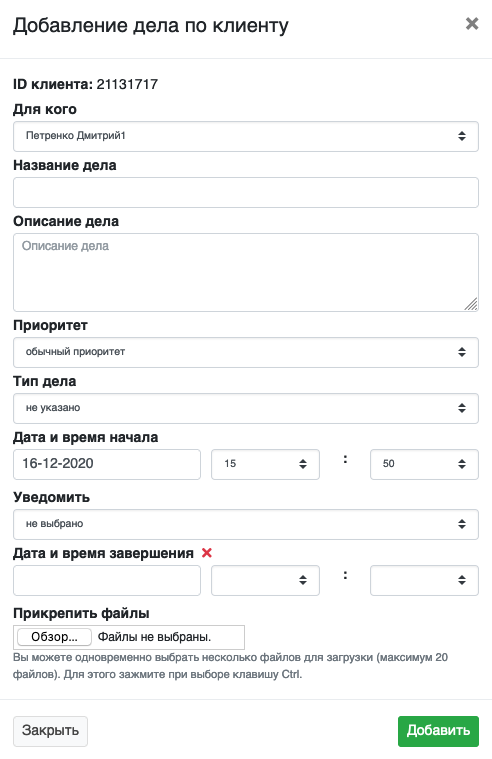 Добавление дела по клиенту
ID клиента: 21131717
Для кого
Петренко Дмитрий1
Название дела
Описание дела
Описание дела
Приоритет
обычный приоритет
Тип дела
не указано
Дата и время начала
16-12-2020 15 : 50
Уведомить
не выбрано
Дата и время завершения
:
Прикрепить файлы
Обзор... Файлы не выбраны.
Вы можете одновременно выбрать несколько файлов для загрузки (максимум 20
файлов). Для этого зажмите при выборе клавишу Ctrl.
Закрыть Добавить